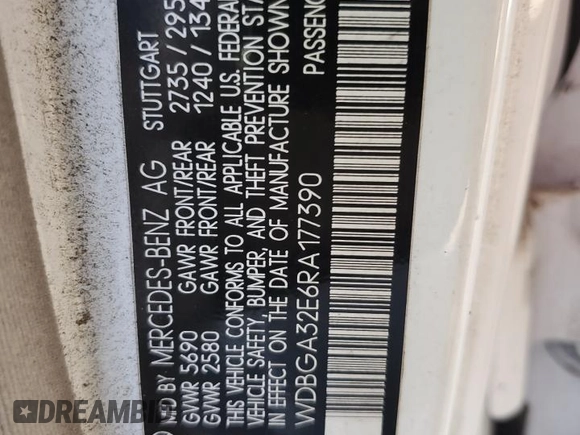 MERCEDES-BENZ AG STUTTGART
GVWR 5690 GAWR FRONT/REAR 2735 / 295
GVWR 2580 GAWR FRONT/REAR 1240 / 134
THIS VEHICLE CONFORMS TO ALL APPLICABLE U.S. FEDERAL
VEHICLE SAFETY, BUMPER, AND THEFT PREVENTION STA
IN EFFECT ON THE DATE OF MANUFACTURE SHOWN
WDBGA32E6RA177390 PASSENG
DREAMBID